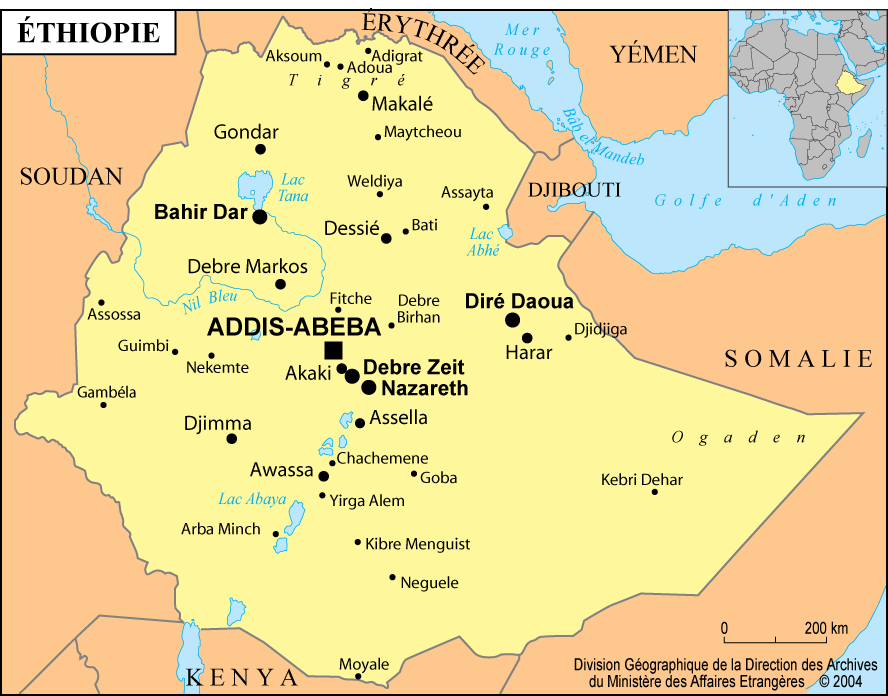 ÉTHIOPIE
ÉRYTHRÉE
Mer
Rouge
YÉMEN
Aksoum
Adigrat
Adoua
Tigré
Makalé
Maytcheou
Gondar
Bâb el Mandeb
SOUDAN
Lac
Tana
Weldiya
Assayta
DJIBOUTI
Golfe d'Aden
Bahir Dar
Dessié
Bati
Lac
Abhé
Debre Markos
Nil Bleu
Assossa
Fitche
Debre
Birhan
Diré Daoua
ADDIS-ABEBA
Djidjiga
Guimbi
Harar
Nekemte
SOMALIE
Akaki
Debre Zeit
Nazareth
Gambéla
Djimma
Assella
Ogaden
Chachemene
Awassa
Goba
Kebri Dehar
Lac Abaya
Yirga Alem
Arba Minch
Kibre Menguist
Neguele
0 200 km
Moyale
KENYA
Division Géographique de la Direction des Archives
du Ministère des Affaires Etrangères © 2004